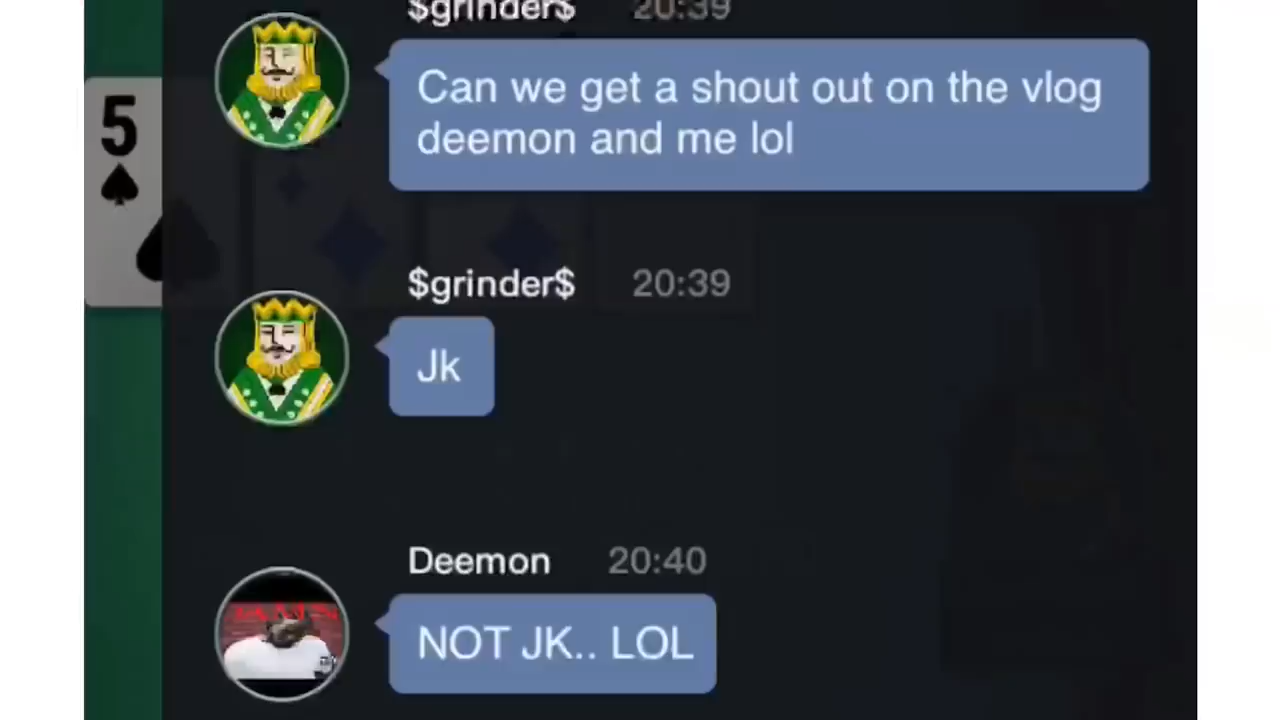 $grinder$ 20:39
Can we get a shout out on the vlog
deemon and me lol
5
$grinder$ 20:39
Jk
Deemon 20:40
NOT JK.. LOL